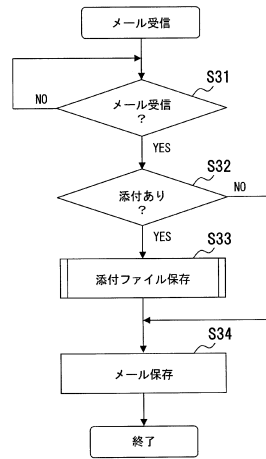 メール受信
S31
メール受信
?
NO
YES
S32
添付あり
?
NO
YES
S33
添付ファイル保存
S34
メール保存
終了